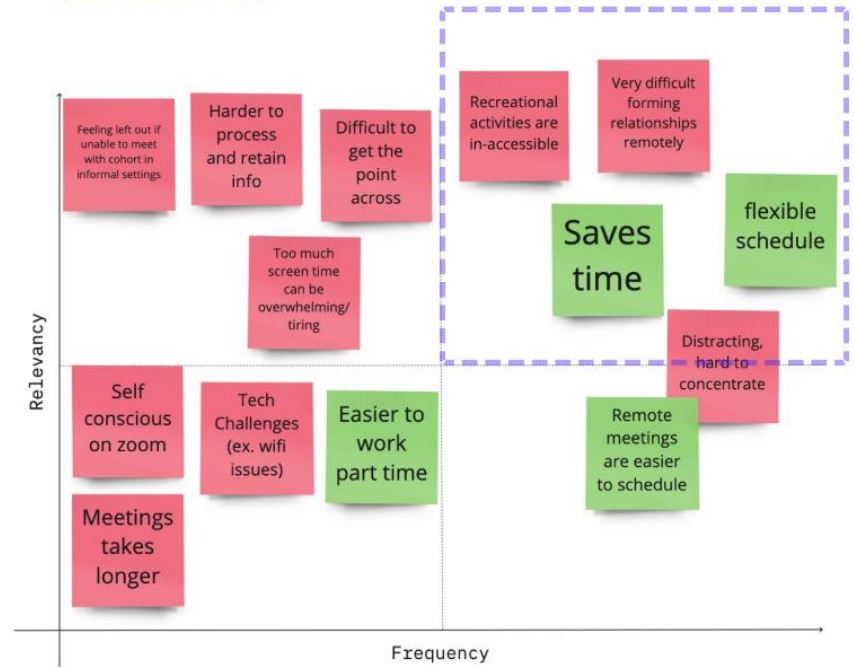 Feeling left out if
unable to meet
with cohort in
informal settings
Harder to
process
and retain
info
Difficult to
get the
point
across
Recreational
activities are
in-accessible
Very difficult
forming
relationships
remotely
Too much
screen time
can be
overwhelming/
tiring
Saves
time
flexible
schedule
Distracting,
hard to
concentrate
Relevancy
Self
conscious
on zoom
Tech
Challenges
(ex. wifi
issues)
Easier to
work
part time
Remote
meetings
are easier
to schedule
Meetings
takes
longer
Frequency